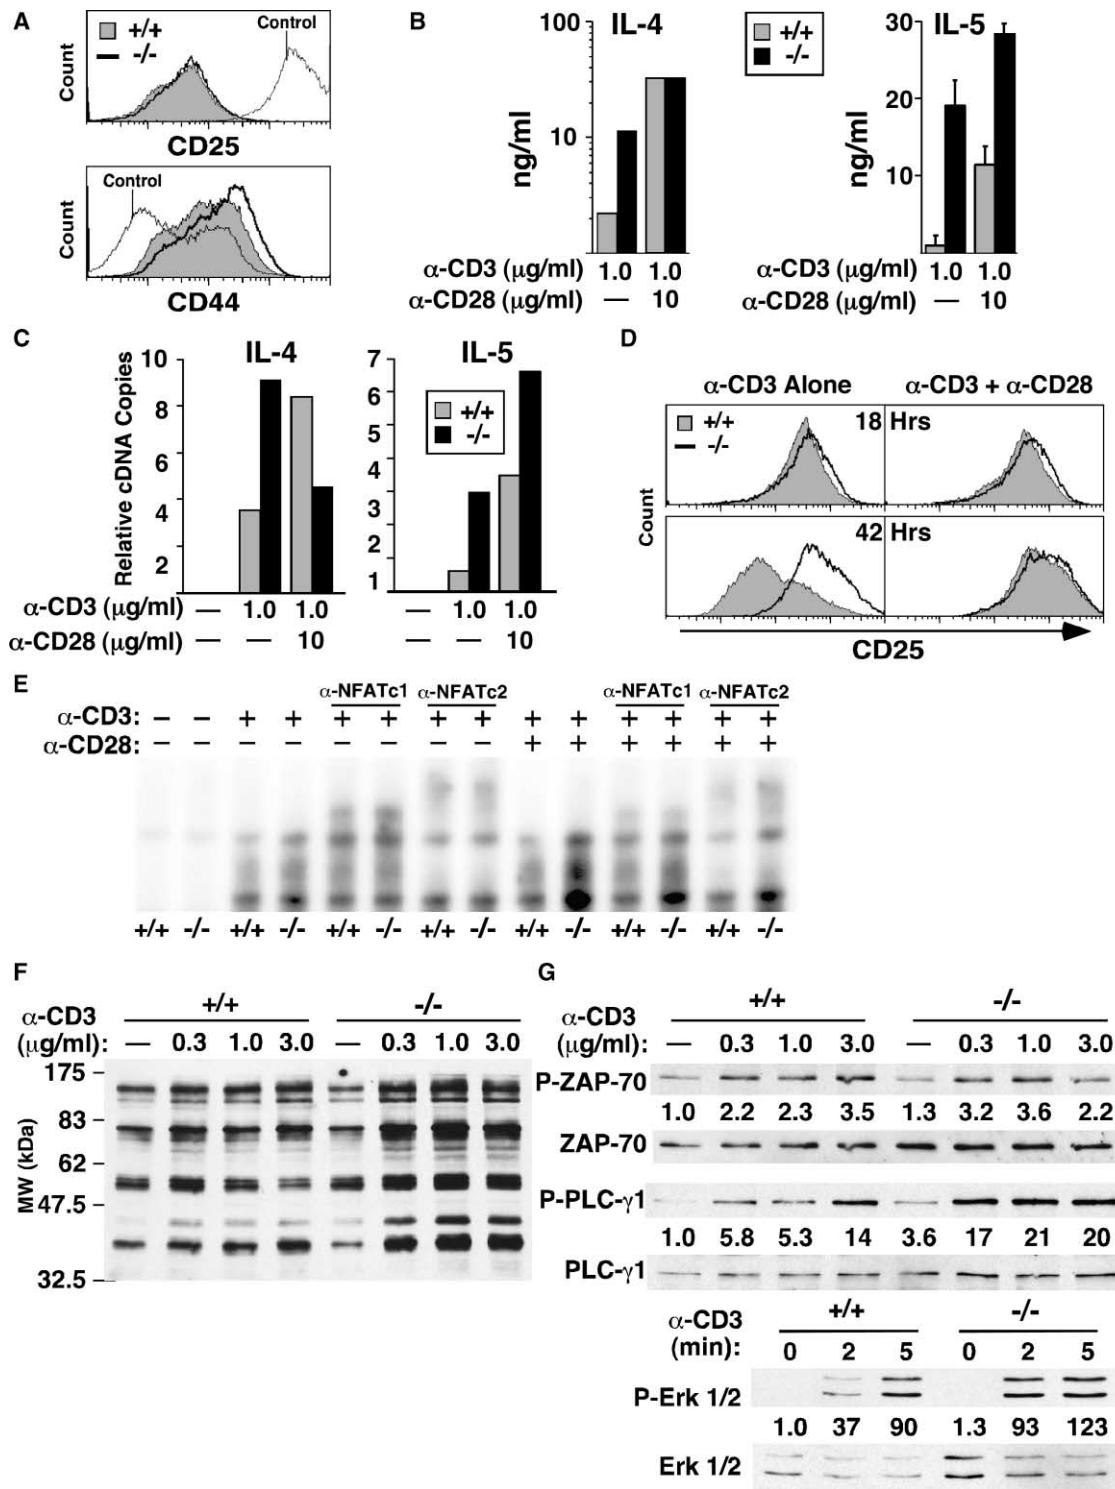 A
+/+
-/-
Control
Count
CD25
Control
Count
CD44
B
IL-4
+/+
-/-
IL-5
ng/ml
100
10
ng/ml
30
20
10
α-CD3 (μg/ml) 1.0 1.0
α-CD28 (μg/ml) — 10
α-CD3 (μg/ml) 1.0 1.0
α-CD28 (μg/ml) — 10
C
Relative cDNA Copies
IL-4
10
8
6
4
2
IL-5
+/+
-/-
7
6
5
4
3
2
1
α-CD3 (μg/ml) — 1.0 1.0 — 1.0 1.0
α-CD28 (μg/ml) — — 10 — — 10
D
α-CD3 Alone α-CD3 + α-CD28
+/+
-/-
18 Hrs
42 Hrs
Count
CD25
E
α-NFATc1 α-NFATc2 α-NFATc1 α-NFATc2
α-CD3: – – + + + + + + + + + + + +
α-CD28: – – – – – – – – + + + + + +
+/+ -/- +/+ -/- +/+ -/- +/+ -/- +/+ -/- +/+ -/- +/+ -/-
F
+/+ -/-
α-CD3
(μg/ml): — 0.3 1.0 3.0 — 0.3 1.0 3.0
MW (kDa)
175
83
62
47.5
32.5
G
+/+ -/-
α-CD3
(μg/ml): — 0.3 1.0 3.0 — 0.3 1.0 3.0
P-ZAP-70
1.0 2.2 2.3 3.5 1.3 3.2 3.6 2.2
ZAP-70
P-PLC-γ1
1.0 5.8 5.3 14 3.6 17 21 20
PLC-γ1
+/+ -/-
α-CD3
(min): 0 2 5 0 2 5
P-Erk 1/2
1.0 37 90 1.3 93 123
Erk 1/2